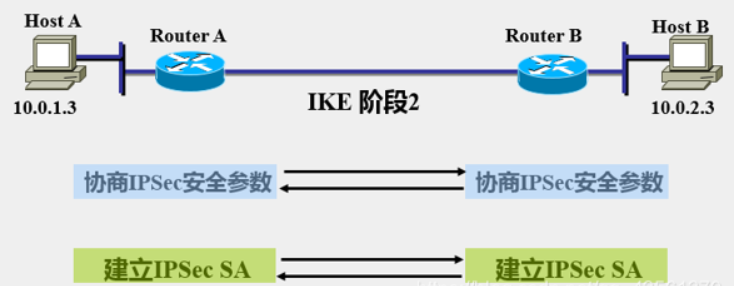 Host A
Host B
Router A
Router B
IKE 阶段2
10.0.1.3
10.0.2.3
协商IPSec安全参数
协商IPSec安全参数
建立IPSec SA
建立IPSec SA